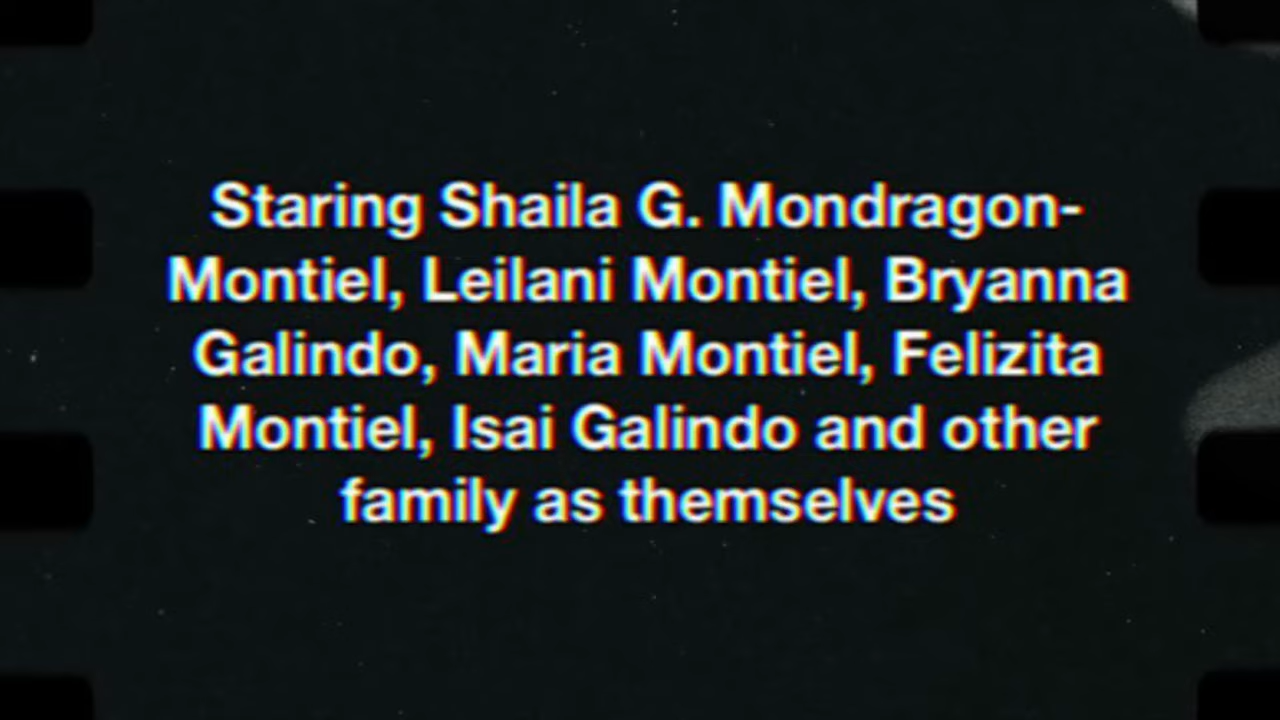 Staring Shaila G. Mondragon-
Montiel, Leilani Montiel, Bryanna
Galindo, Maria Montiel, Felizita
Montiel, Isai Galindo and other
family as themselves